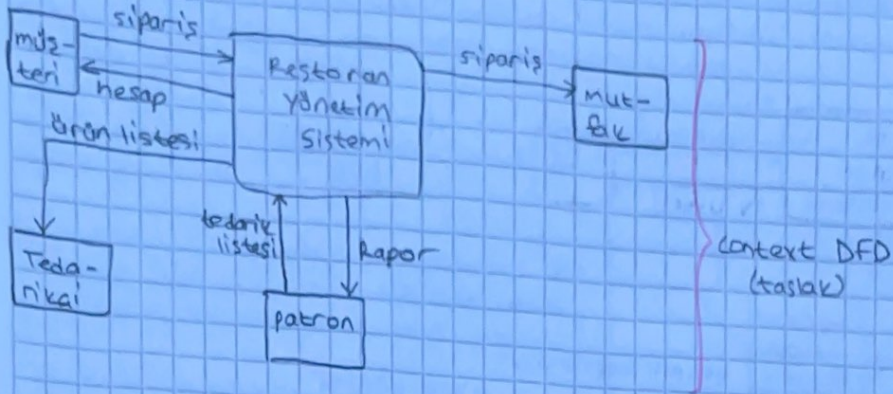 sipariş
müş-
teri
hesap
Ürün listesi
Restoran
Yönetim
Sistemi
sipariş
mut-
fak
tedarik
listesi
Rapor
Teda-
rikçi
patron
Context DFD
(taslak)